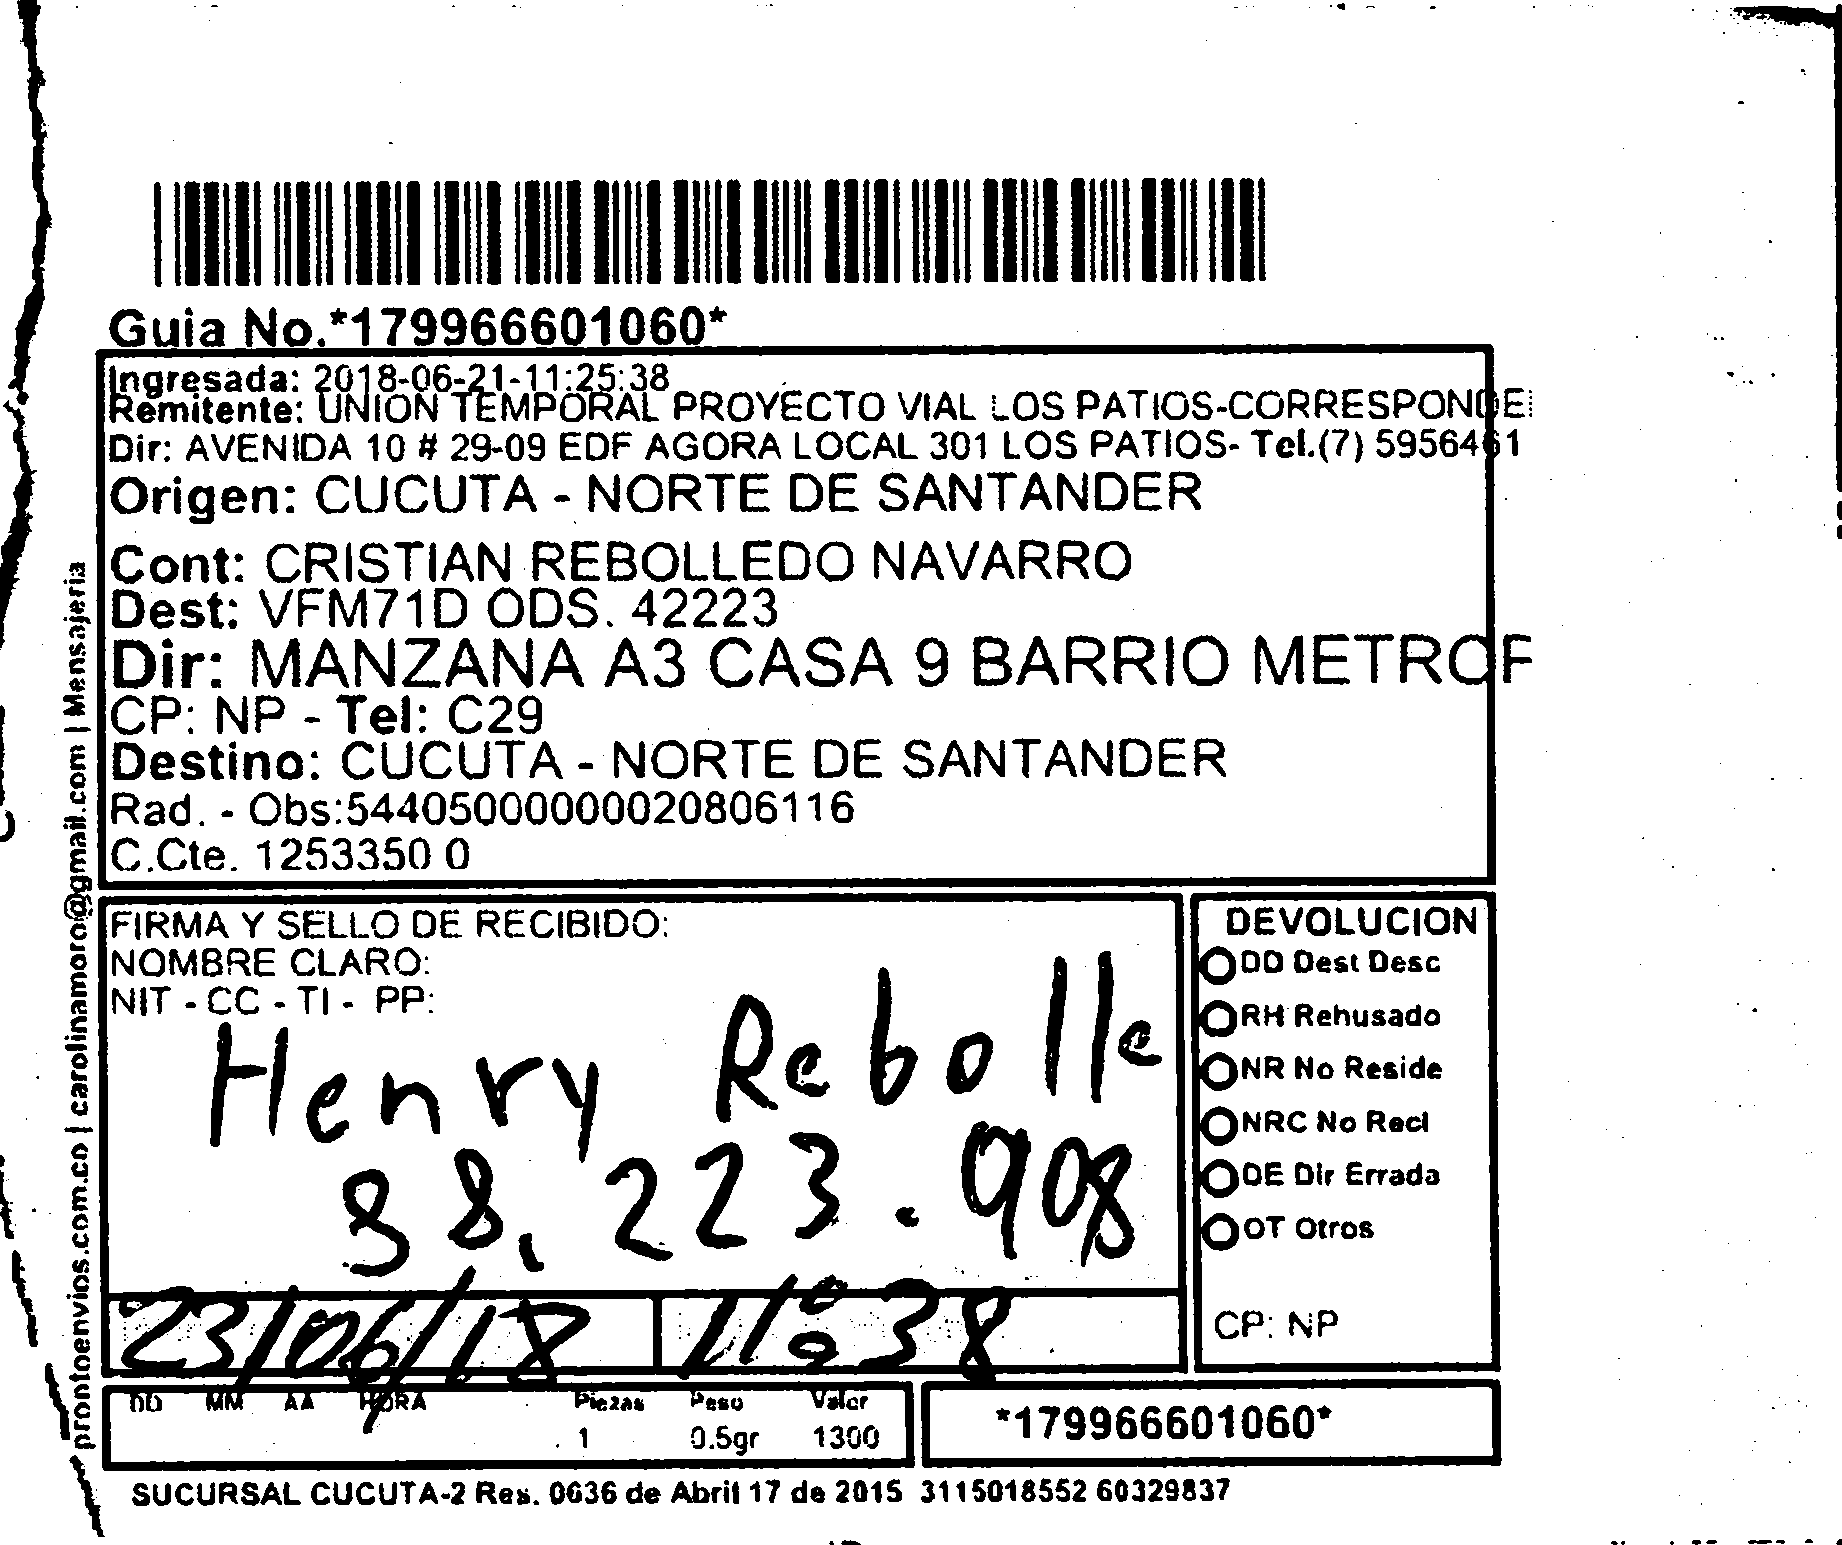 Guia No.*179966601060*
Ingresada: 2018-06-21-11:25:38
Remitente: UNION TEMPORAL PROYECTO VIAL LOS PATIOS-CORRESPONDE
Dir: AVENIDA 10 # 29-09 EDF AGORA LOCAL 301 LOS PATIOS- Tel.(7) 5956461
Origen: CUCUTA - NORTE DE SANTANDER
Cont: CRISTIAN REBOLLEDO NAVARRO
Dest: VFM71D ODS. 42223
Dir: MANZANA A3 CASA 9 BARRIO METROF
CP: NP - Tel: C29
Destino: CUCUTA - NORTE DE SANTANDER
Rad. - Obs:54405000000020806116
C.Cte. 1253350 0
prontoenvios.com.co | carolinamoro@gmail.com | Mensajeria
FIRMA Y SELLO DE RECIBIDO:
NOMBRE CLARO:
NIT - CC - TI - PP:
Henry Rebolle
88.223.908
23/06/18 11:38
DEVOLUCION
DD Dest Desc
RH Rehusado
NR No Reside
NRC No Recl
DE Dir Errada
OT Otros
CP: NP
DD MM AA HORA Piezas Peso Valor
1 0.5gr 1300
*179966601060*
SUCURSAL CUCUTA-2 Res. 0636 de Abril 17 de 2015 3115018552 60329837